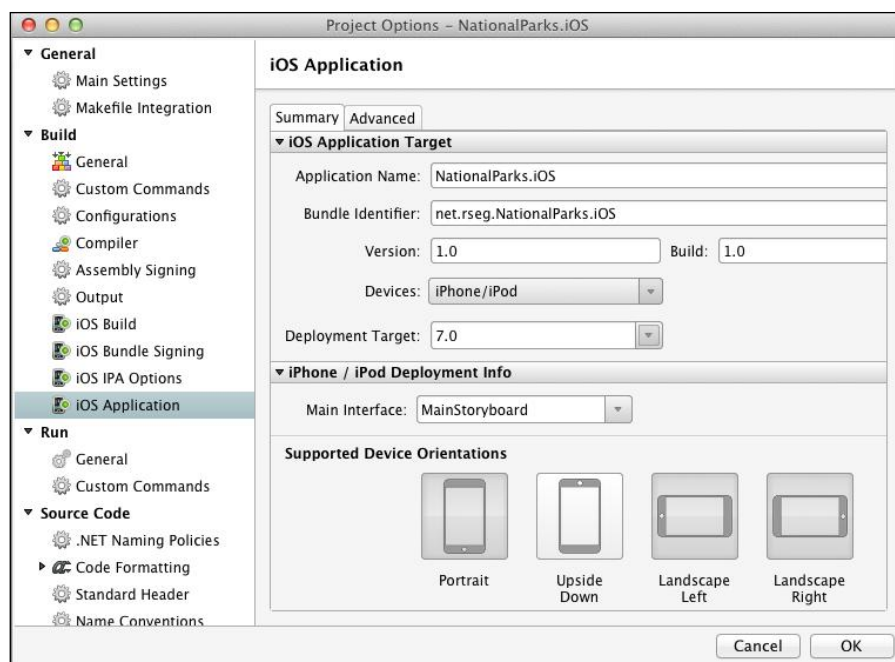 Project Options – NationalParks.iOS
General
Main Settings
Makefile Integration
Build
General
Custom Commands
Configurations
Compiler
Assembly Signing
Output
iOS Build
iOS Bundle Signing
iOS IPA Options
iOS Application
Run
General
Custom Commands
Source Code
.NET Naming Policies
Code Formatting
Standard Header
Name Conventions
iOS Application
Summary Advanced
iOS Application Target
Application Name: NationalParks.iOS
Bundle Identifier: net.rseg.NationalParks.iOS
Version: 1.0 Build: 1.0
Devices: iPhone/iPod
Deployment Target: 7.0
iPhone / iPod Deployment Info
Main Interface: MainStoryboard
Supported Device Orientations
Portrait Upside Landscape Landscape
Down Left Right
Cancel OK